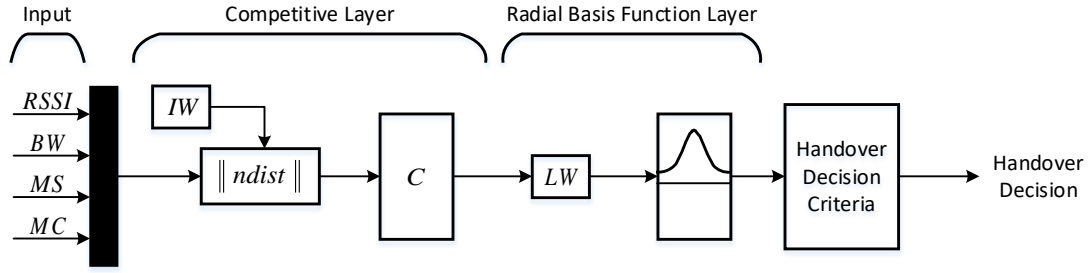 Input
Competitive Layer
Radial Basis Function Layer
RSSI
BW
MS
MC
IW
‖ ndist ‖
C
LW
Handover
Decision
Criteria
Handover
Decision